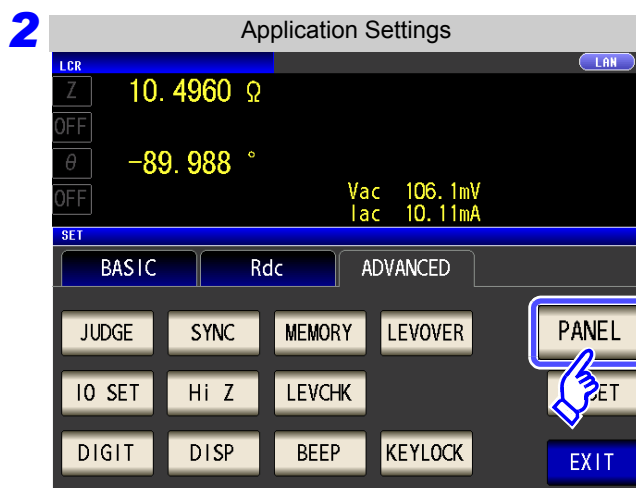 2
Application Settings
LCR LAN
Z 10.4960 Ω
OFF
θ -89.988 °
OFF
Vac 106.1mV
Iac 10.11mA
SET
BASIC Rdc ADVANCED
JUDGE SYNC MEMORY LEVOVER PANEL
IO SET Hi Z LEVCHK
DIGIT DISP BEEP KEYLOCK EXIT